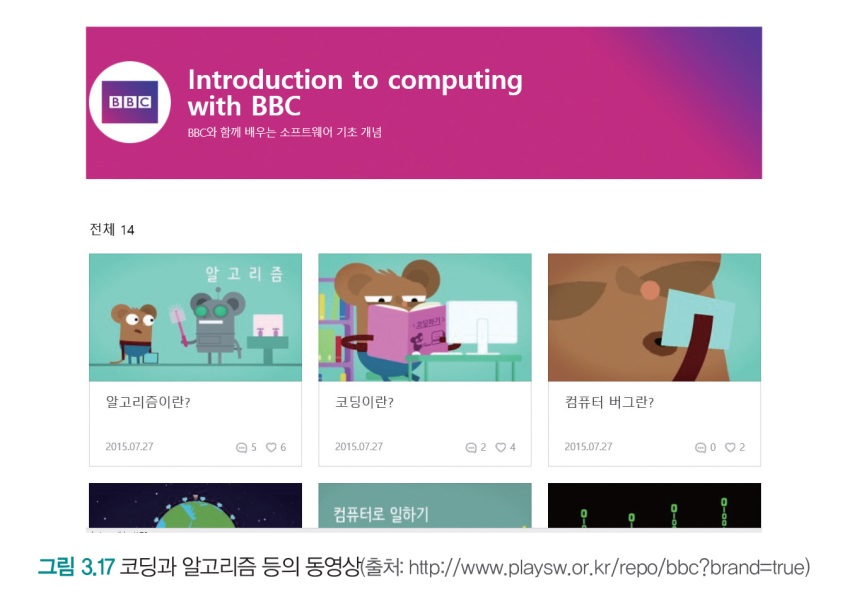 BBC
Introduction to computing
with BBC
BBC와 함께 배우는 소프트웨어 기초 개념
전체 14
알고리즘
코딩하기
알고리즘이란?
2015.07.27 5 6
코딩이란?
2015.07.27 2 4
컴퓨터 버그란?
2015.07.27 0 2
컴퓨터로 일하기
그림 3.17 코딩과 알고리즘 등의 동영상(출처: http://www.playsw.or.kr/repo/bbc?brand=true)